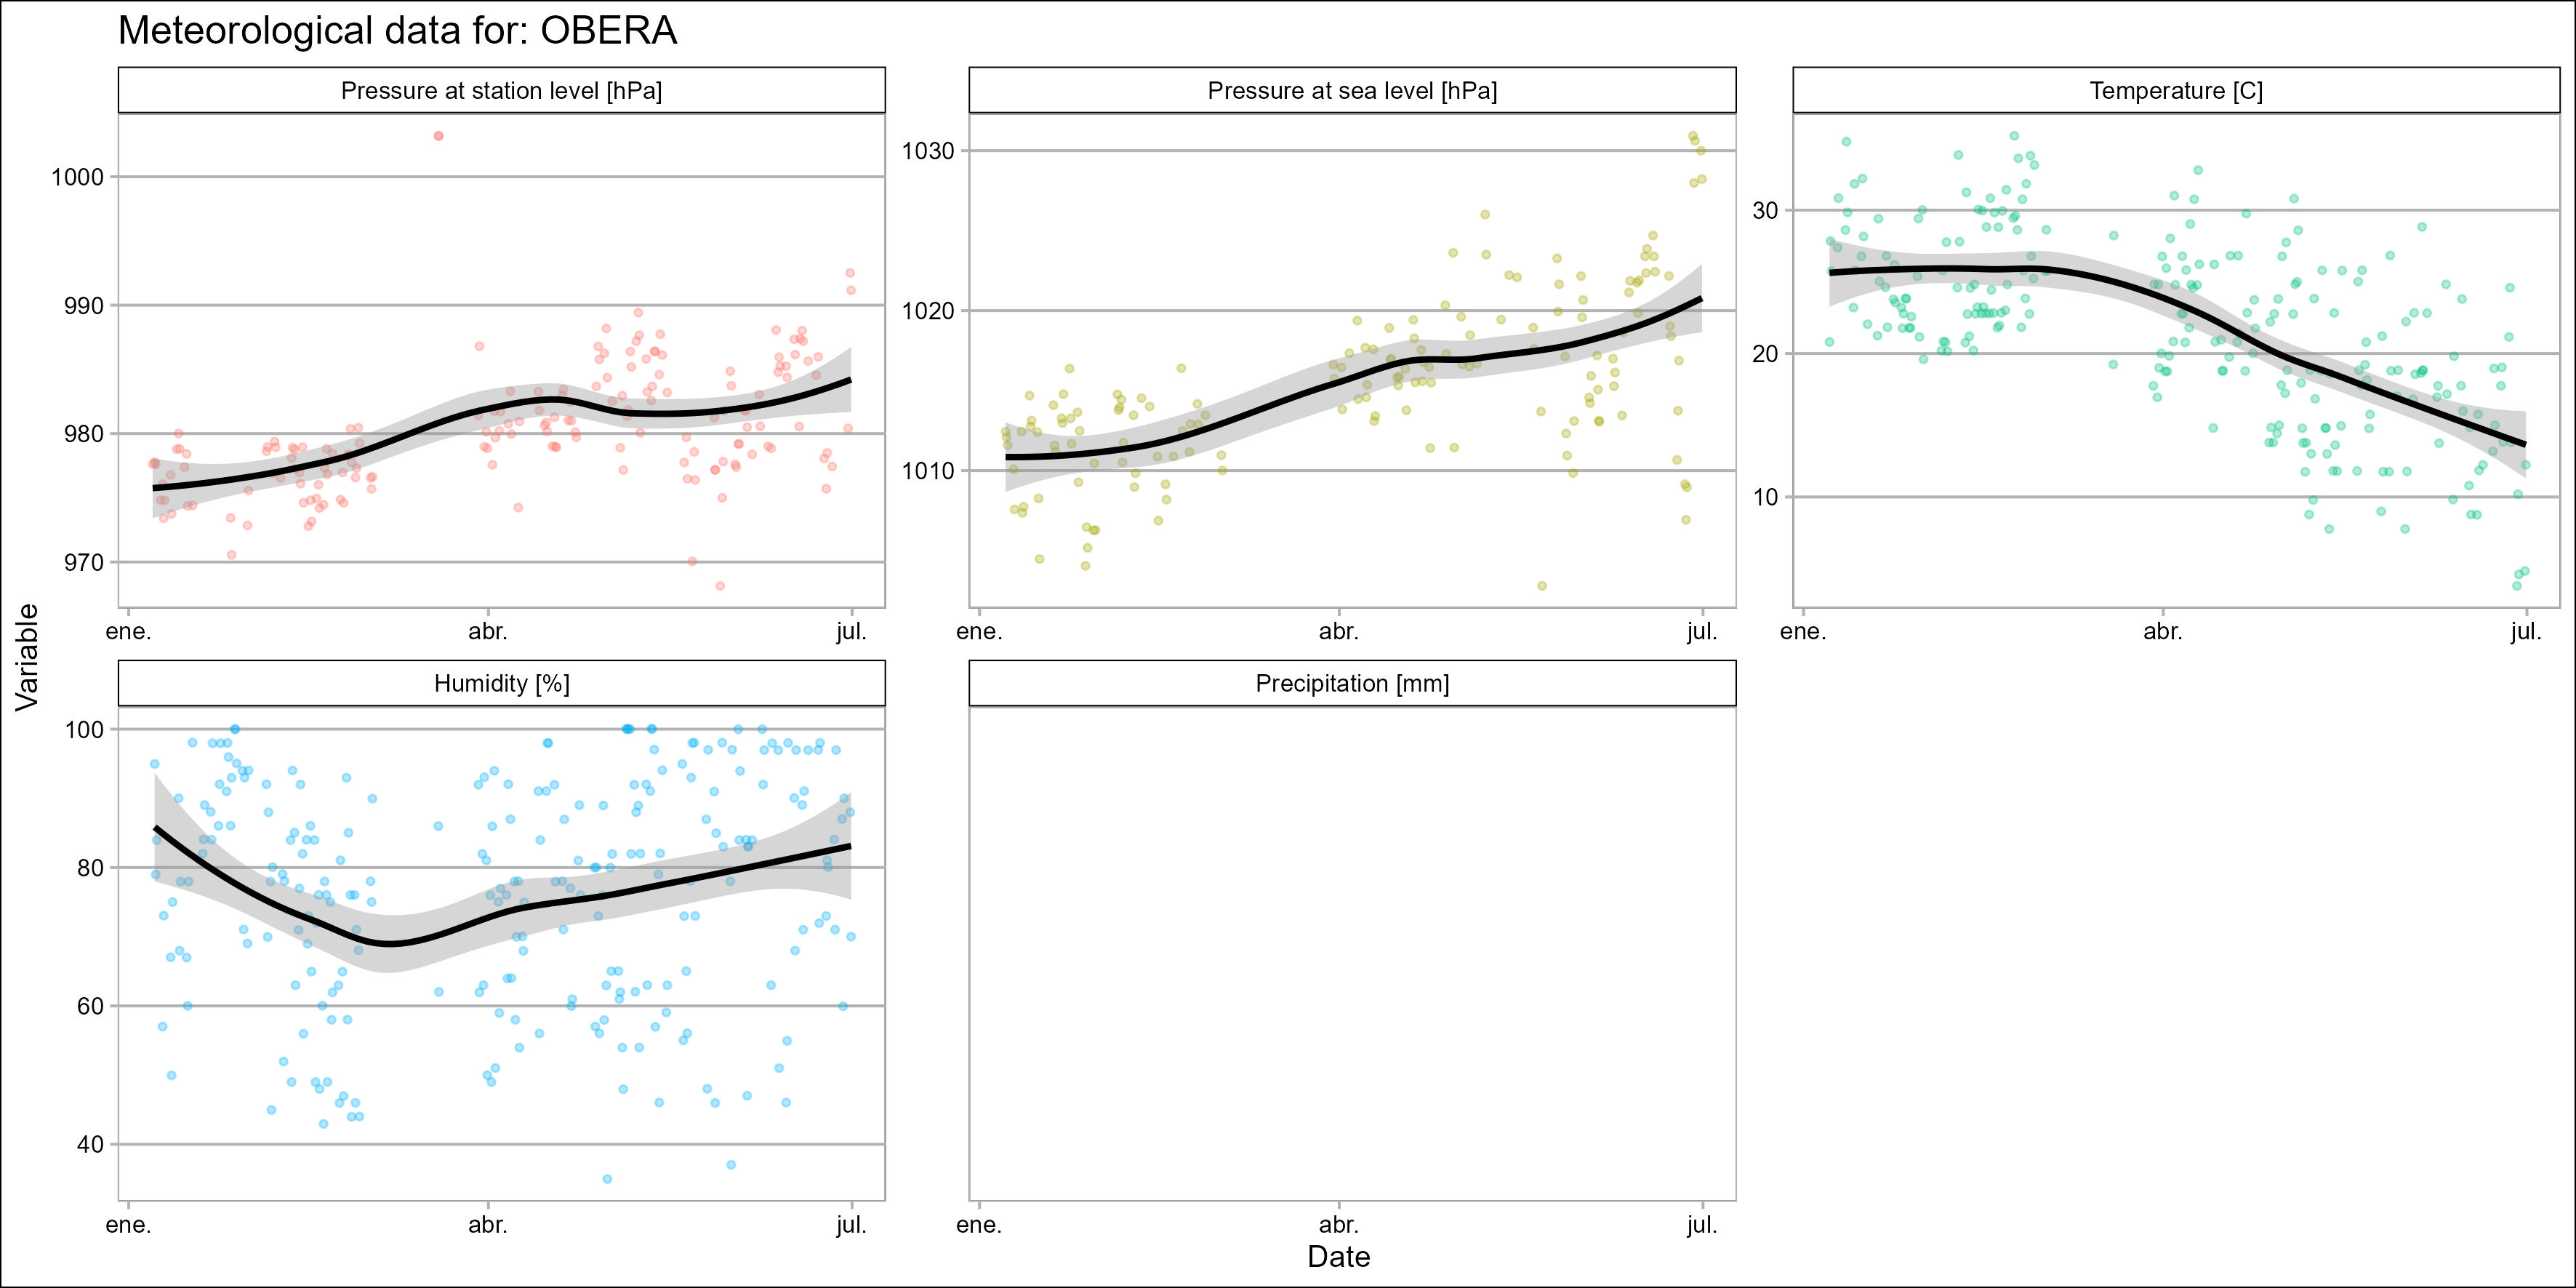 Meteorological data for: OBERA
Pressure at station level [hPa]
Pressure at sea level [hPa]
Temperature [C]
1000
990
980
970
ene.
abr.
jul.
1030
1020
1010
ene.
abr.
jul.
30
20
10
ene.
abr.
jul.
Variable
Humidity [%]
Precipitation [mm]
100
80
60
40
ene.
abr.
jul.
ene.
abr.
jul.
Date